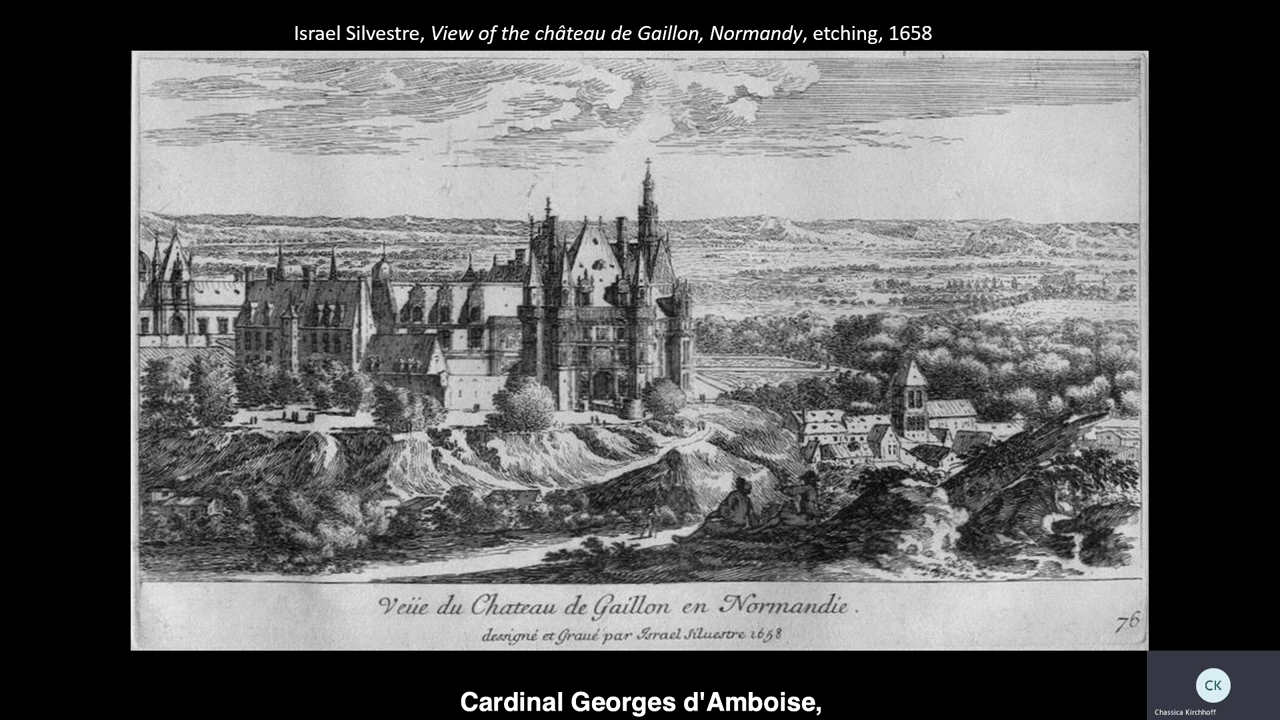 Israel Silvestre, View of the château de Gaillon, Normandy, etching, 1658
Veüe du Chateau de Gaillon en Normandie .
dessigné et Graué par Israel Siluestre 1658
76
CK
Chassica Kirchhoff
Cardinal Georges d'Amboise,